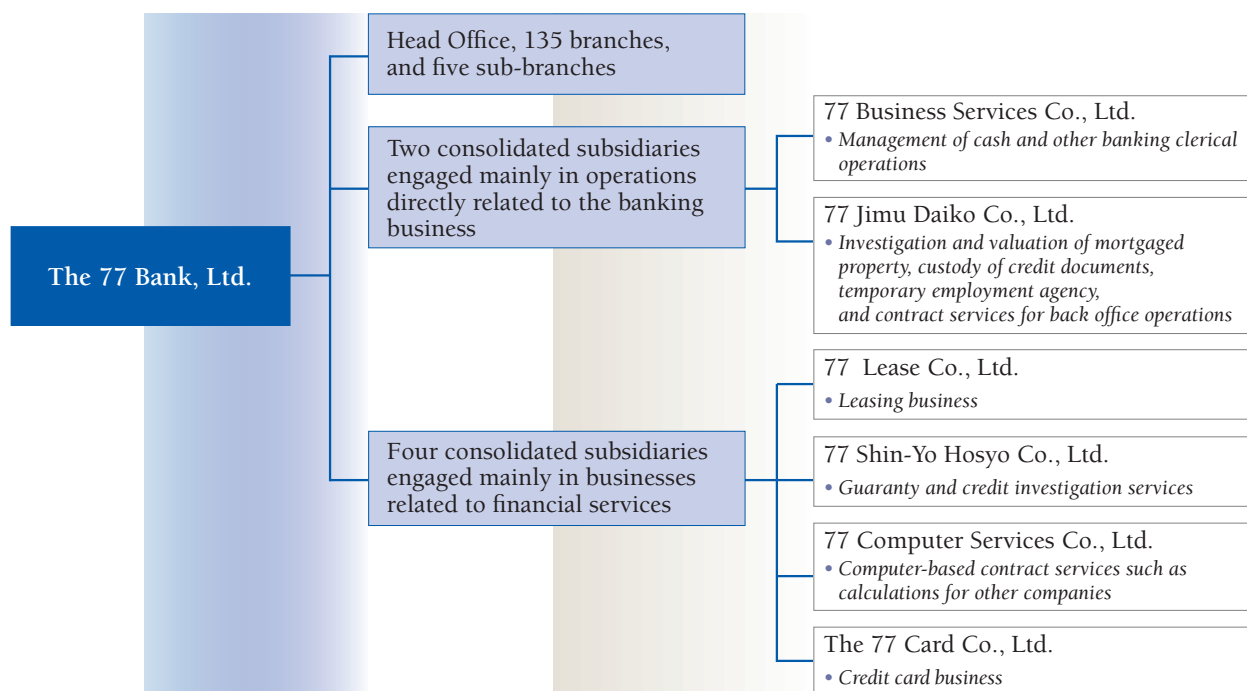 The 77 Bank, Ltd.
Head Office, 135 branches,
and five sub-branches
Two consolidated subsidiaries
engaged mainly in operations
directly related to the banking
business
77 Business Services Co., Ltd.
• Management of cash and other banking clerical
operations
77 Jimu Daiko Co., Ltd.
• Investigation and valuation of mortgaged
property, custody of credit documents,
temporary employment agency,
and contract services for back office operations
Four consolidated subsidiaries
engaged mainly in businesses
related to financial services
77 Lease Co., Ltd.
• Leasing business
77 Shin-Yo Hosyo Co., Ltd.
• Guaranty and credit investigation services
77 Computer Services Co., Ltd.
• Computer-based contract services such as
calculations for other companies
The 77 Card Co., Ltd.
• Credit card business